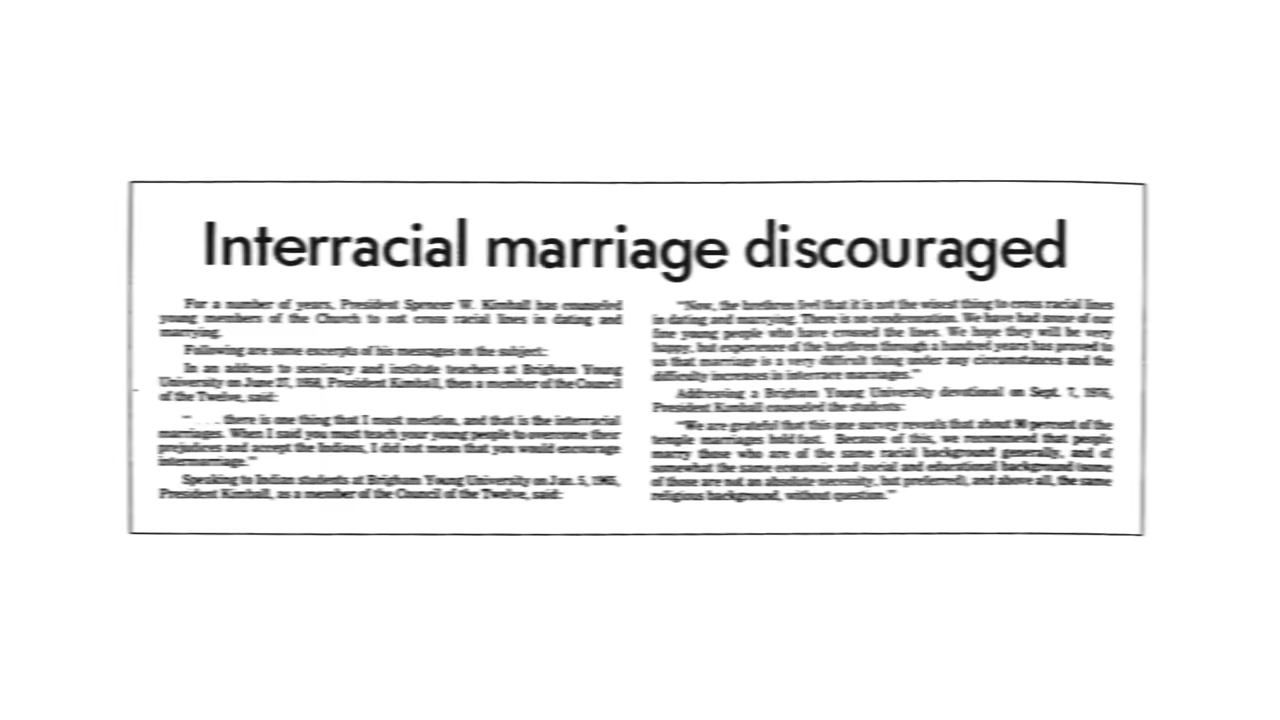 Interracial marriage discouraged
For a number of years, President Spencer W. Kimball has counseled
young members of the Church to not cross racial lines in dating and
marrying.
Following are some excerpts of his messages on the subject:
In an address to seminary and institute teachers at Brigham Young
University on June 27, 1958, President Kimball, then a member of the Council
of the Twelve, said:
" . . . there is one thing that I must mention, and that is the interracial
marriages. When I said you must teach your young people to overcome their
prejudices and accept the Indians, I did not mean that you would encourage
intermarriage."
Speaking to Indian students at Brigham Young University on Jan. 5, 1965,
President Kimball, as a member of the Council of the Twelve, said:
"Now, the brethren feel that it is not the wisest thing to cross racial lines
in dating and marrying. There is no condemnation. We have had some of our
fine young people who have crossed the lines. We hope they will be very
happy, but experience of the brethren through a hundred years has proved to
us that marriage is a very difficult thing under any circumstances and the
difficulty increases in interrace marriages."
Addressing a Brigham Young University devotional on Sept. 7, 1976,
President Kimball counseled the students:
"We are grateful that this one survey reveals that about 90 percent of the
temple marriages hold fast. Because of this, we recommend that people
marry those who are of the same racial background generally, and of
somewhat the same economic and social and educational background (some
of those are not an absolute necessity, but preferred), and above all, the same
religious background, without question."